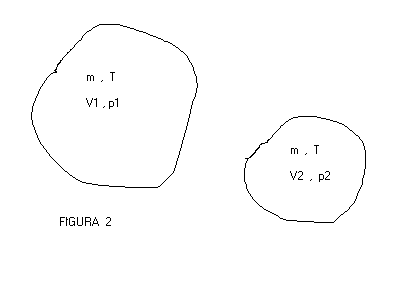 m , T
V1 , p1
m , T
V2 , p2
FIGURA 2